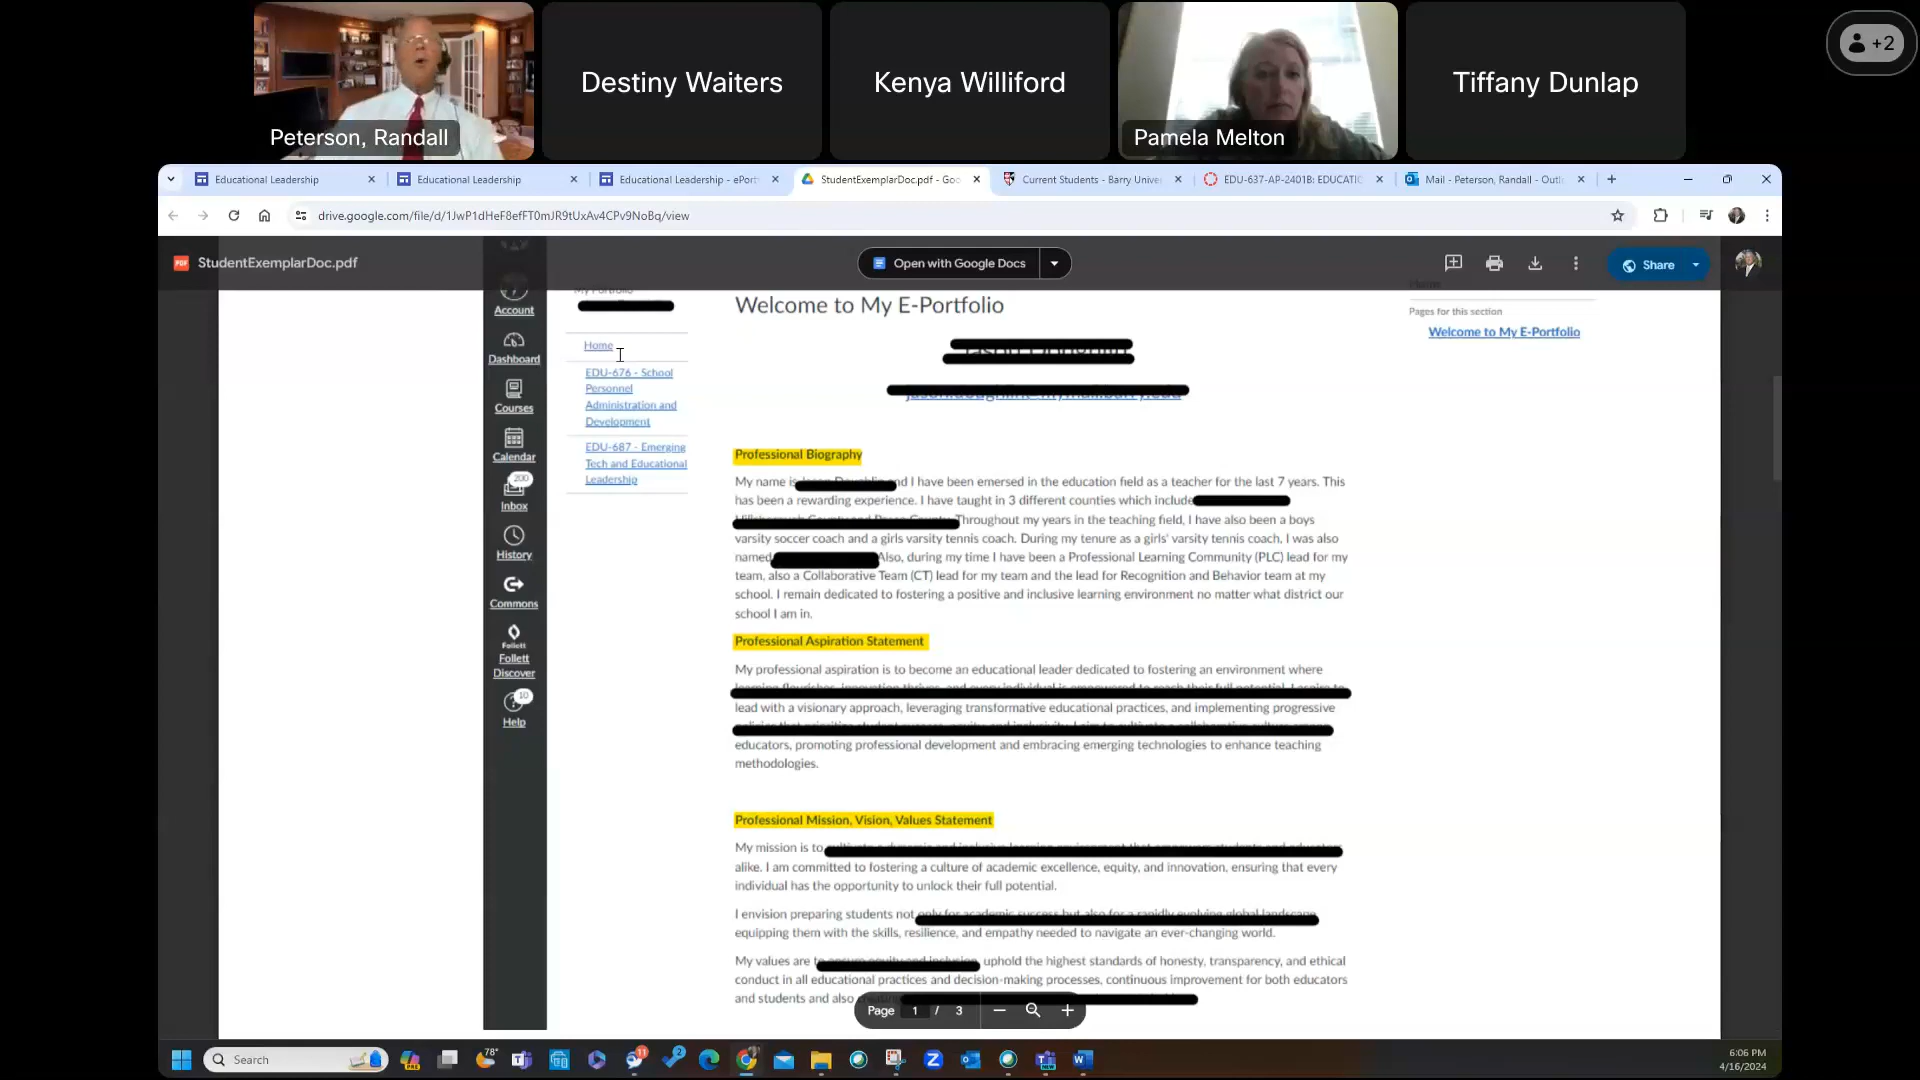 Peterson, Randall
Destiny Waiters
Kenya Williford
Pamela Melton
Tiffany Dunlap
+2
Educational Leadership
Educational Leadership
Educational Leadership - ePort
StudentExemplarDoc.pdf - Goo
Current Students - Barry Univer
EDU-637-AP-2401B: EDUCATIC
Mail - Peterson, Randall - Outl
drive.google.com/file/d/1JwP1dHeF8efFT0mJR9tUxAv4CPv9NoBq/view
PDF
StudentExemplarDoc.pdf
Open with Google Docs
Share
Account
Dashboard
Courses
Calendar
200
Inbox
History
Commons
Follett
Follett
Discover
10
Help
My Portfolio
Home
EDU-676 - School
Personnel
Administration and
Development
EDU-687 - Emerging
Tech and Educational
Leadership
Welcome to My E-Portfolio
Professional Biography
My name is and I have been emersed in the education field as a teacher for the last 7 years. This
has been a rewarding experience. I have taught in 3 different counties which include
Throughout my years in the teaching field, I have also been a boys
varsity soccer coach and a girls varsity tennis coach. During my tenure as a girls' varsity tennis coach, I was also
named Also, during my time I have been a Professional Learning Community (PLC) lead for my
team, also a Collaborative Team (CT) lead for my team and the lead for Recognition and Behavior team at my
school. I remain dedicated to fostering a positive and inclusive learning environment no matter what district our
school I am in.
Professional Aspiration Statement
My professional aspiration is to become an educational leader dedicated to fostering an environment where
lead with a visionary approach, leveraging transformative educational practices, and implementing progressive
educators, promoting professional development and embracing emerging technologies to enhance teaching
methodologies.
Professional Mission, Vision, Values Statement
My mission is to
alike. I am committed to fostering a culture of academic excellence, equity, and innovation, ensuring that every
individual has the opportunity to unlock their full potential.
I envision preparing students not
equipping them with the skills, resilience, and empathy needed to navigate an ever-changing world.
My values are uphold the highest standards of honesty, transparency, and ethical
conduct in all educational practices and decision-making processes, continuous improvement for both educators
and students and also
Pages for this section
Welcome to My E-Portfolio
Page 1 / 3
Search
78°
11
2
6:06 PM
4/16/2024